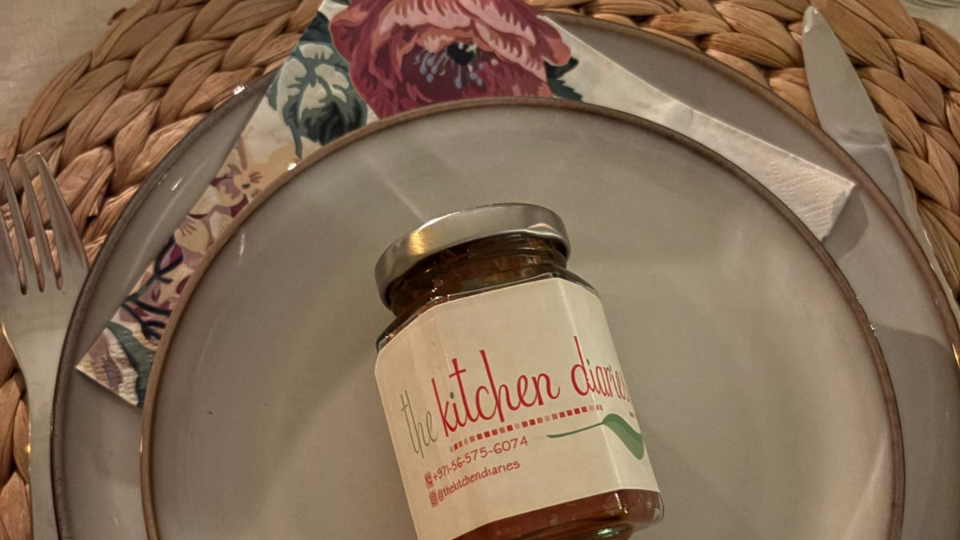 the kitchen diaries
+971-56-575-6074
@thekitchendiaries